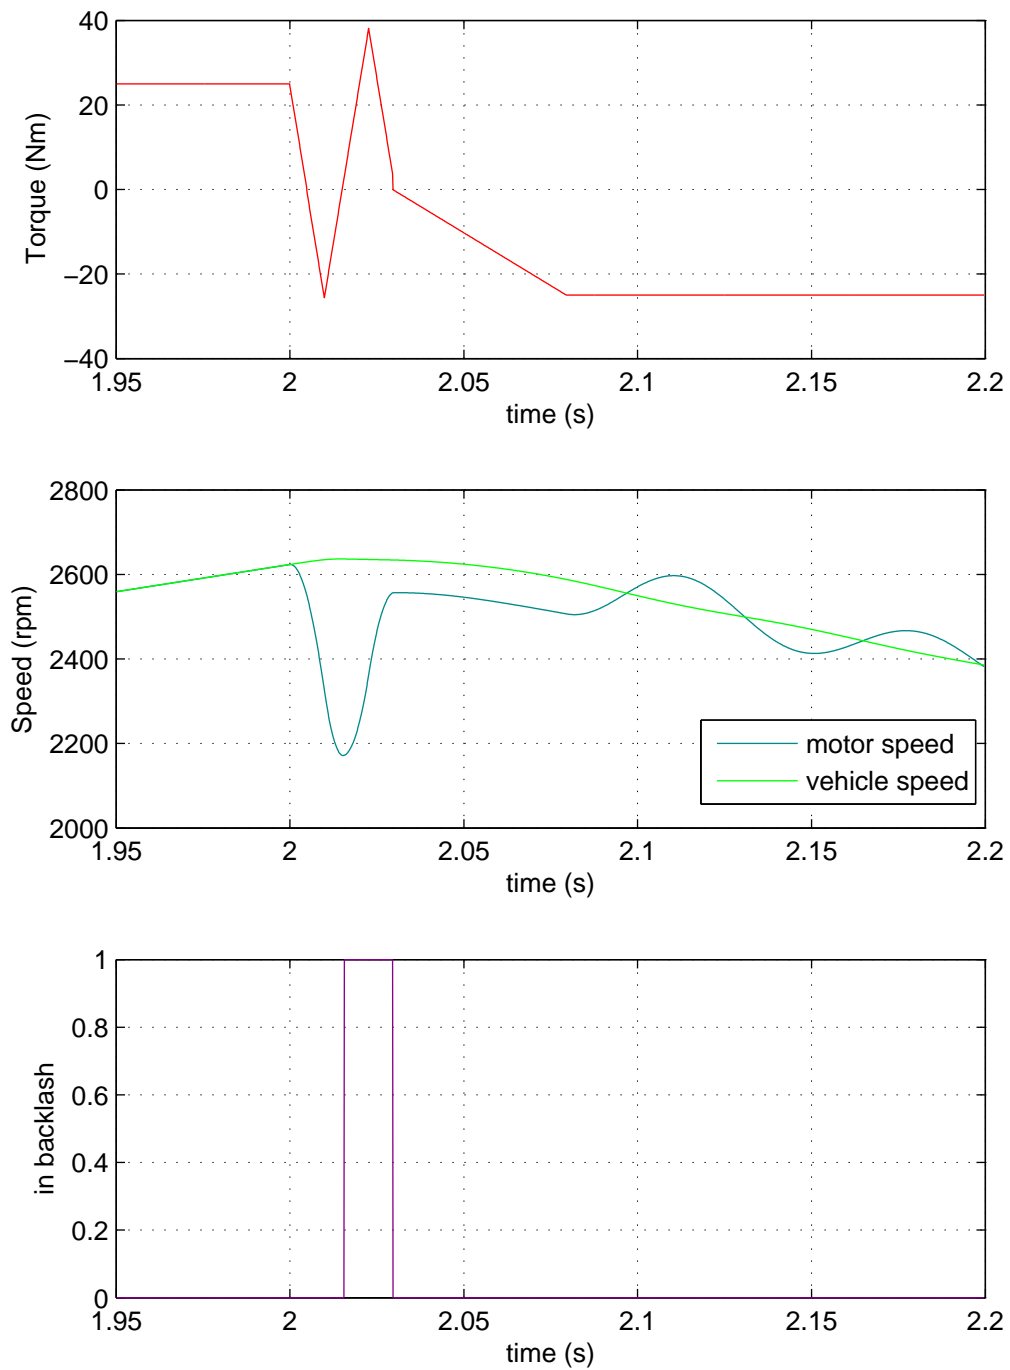 40
20
0
−20
−40
Torque (Nm)
1.95 2 2.05 2.1 2.15 2.2
time (s)
2800
2600
2400
2200
2000
Speed (rpm)
motor speed
vehicle speed
1.95 2 2.05 2.1 2.15 2.2
time (s)
1
0.8
0.6
0.4
0.2
0
in backlash
1.95 2 2.05 2.1 2.15 2.2
time (s)